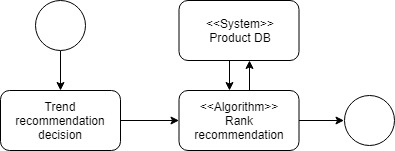 <<System>>
Product DB
Trend
recommendation
decision
<<Algorithm>>
Rank
recommendation